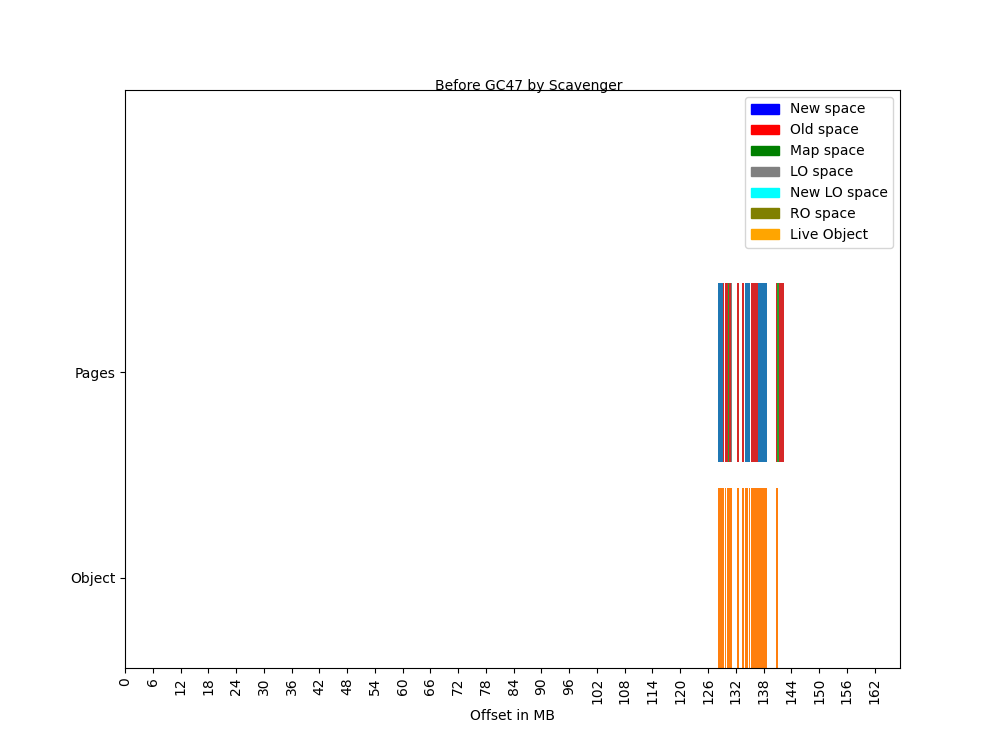 Before GC47 by Scavenger
New space
Old space
Map space
LO space
New LO space
RO space
Live Object
Pages
Object
0 6 12 18 24 30 36 42 48 54 60 66 72 78 84 90 96 102 108 114 120 126 132 138 144 150 156 162
Offset in MB